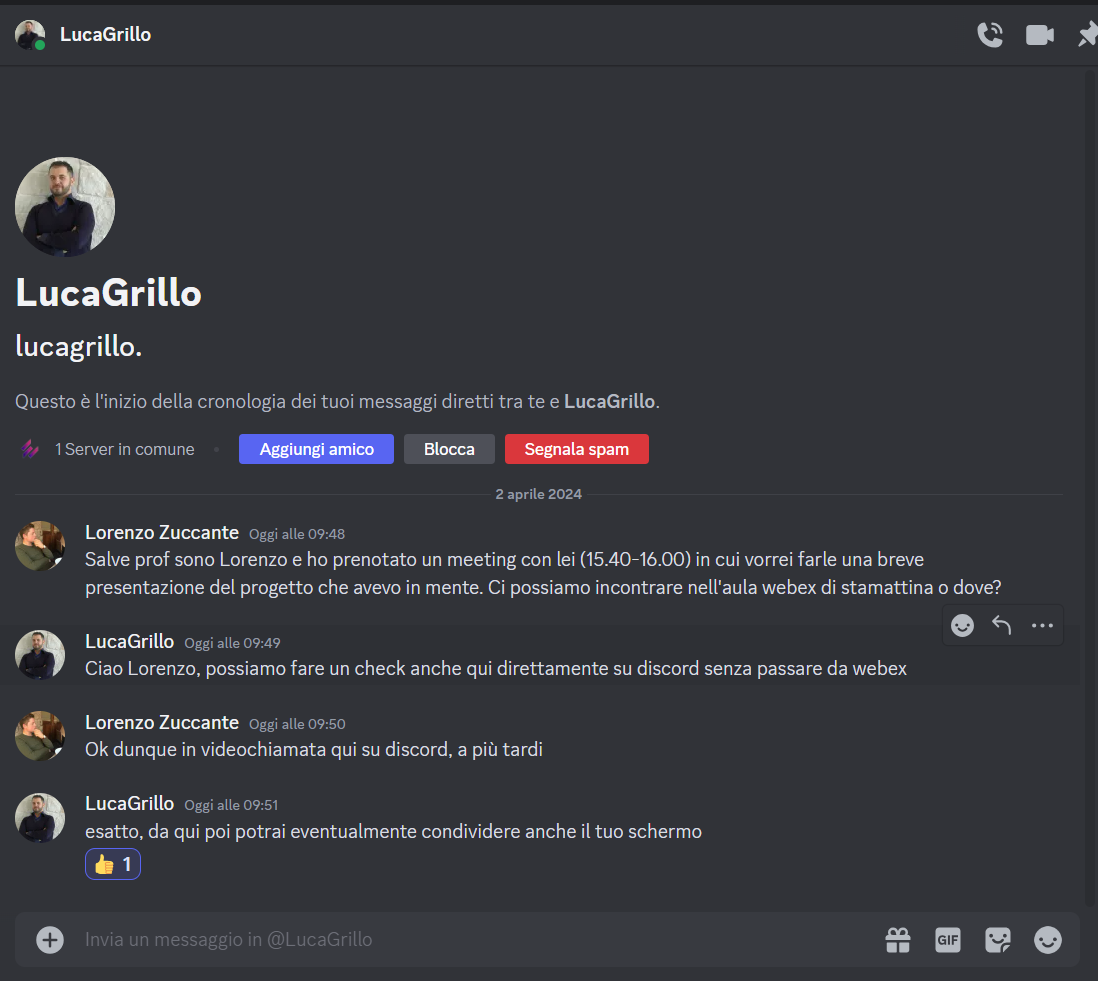 LucaGrillo
LucaGrillo
lucagrillo.
Questo è l'inizio della cronologia dei tuoi messaggi diretti tra te e LucaGrillo.
1 Server in comune • Aggiungi amico Blocca Segnala spam
2 aprile 2024
Lorenzo Zuccante Oggi alle 09:48
Salve prof sono Lorenzo e ho prenotato un meeting con lei (15.40-16.00) in cui vorrei farle una breve
presentazione del progetto che avevo in mente. Ci possiamo incontrare nell'aula webex di stamattina o dove?
LucaGrillo Oggi alle 09:49
Ciao Lorenzo, possiamo fare un check anche qui direttamente su discord senza passare da webex
Lorenzo Zuccante Oggi alle 09:50
Ok dunque in videochiamata qui su discord, a più tardi
LucaGrillo Oggi alle 09:51
esatto, da qui poi potrai eventualmente condividere anche il tuo schermo
👍 1
Invia un messaggio in @LucaGrillo GIF